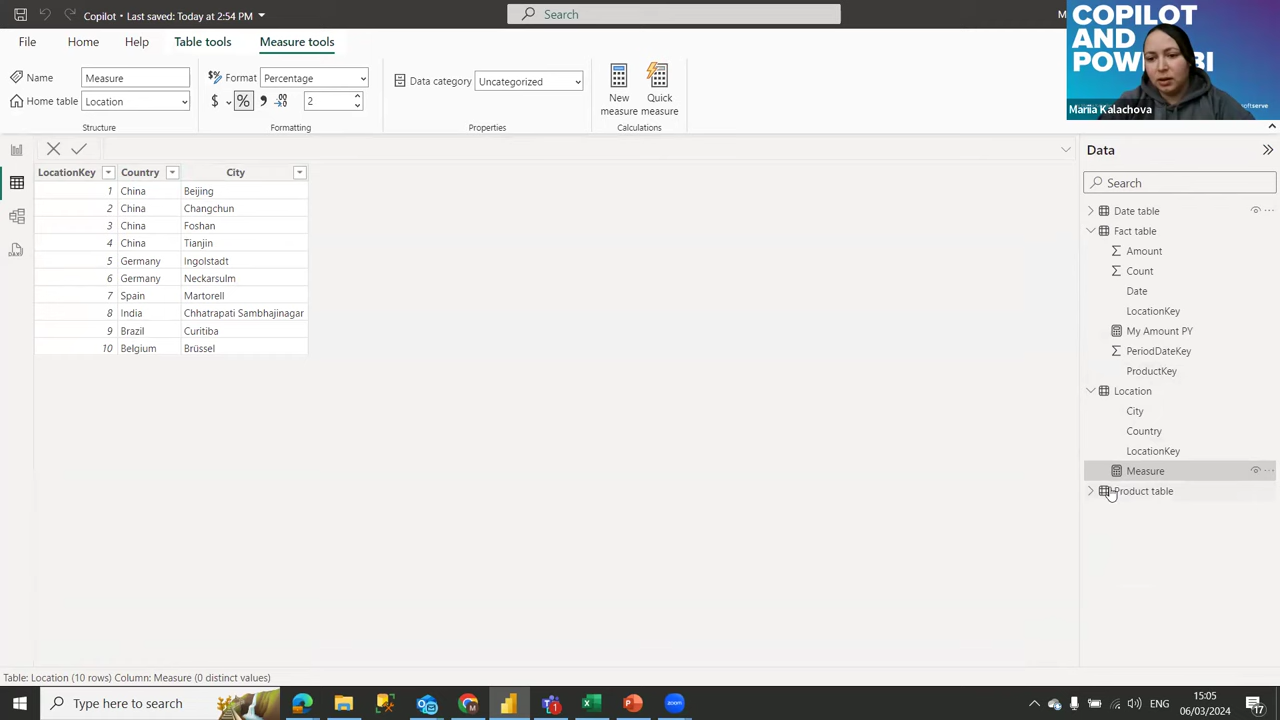 Copilot • Last saved: Today at 2:54 PM
Search
COPILOT
AND
Mariia Kalachova
File
Home
Help
Table tools
Measure tools
Name
Measure
Home table
Location
Structure
Format
Percentage
$
%
2
Formatting
Data category
Uncategorized
Properties
New
measure
Quick
measure
Calculations
LocationKey Country City
1 China Beijing
2 China Changchun
3 China Foshan
4 China Tianjin
5 Germany Ingolstadt
6 Germany Neckarsulm
7 Spain Martorell
8 India Chhatrapati Sambhajinagar
9 Brazil Curitiba
10 Belgium Brüssel
Data
Search
Date table
Fact table
Amount
Count
Date
LocationKey
My Amount PY
PeriodDateKey
ProductKey
Location
City
Country
LocationKey
Measure
Product table
Table: Location (10 rows) Column: Measure (0 distinct values)
Type here to search
ENG
15:05
06/03/2024
17